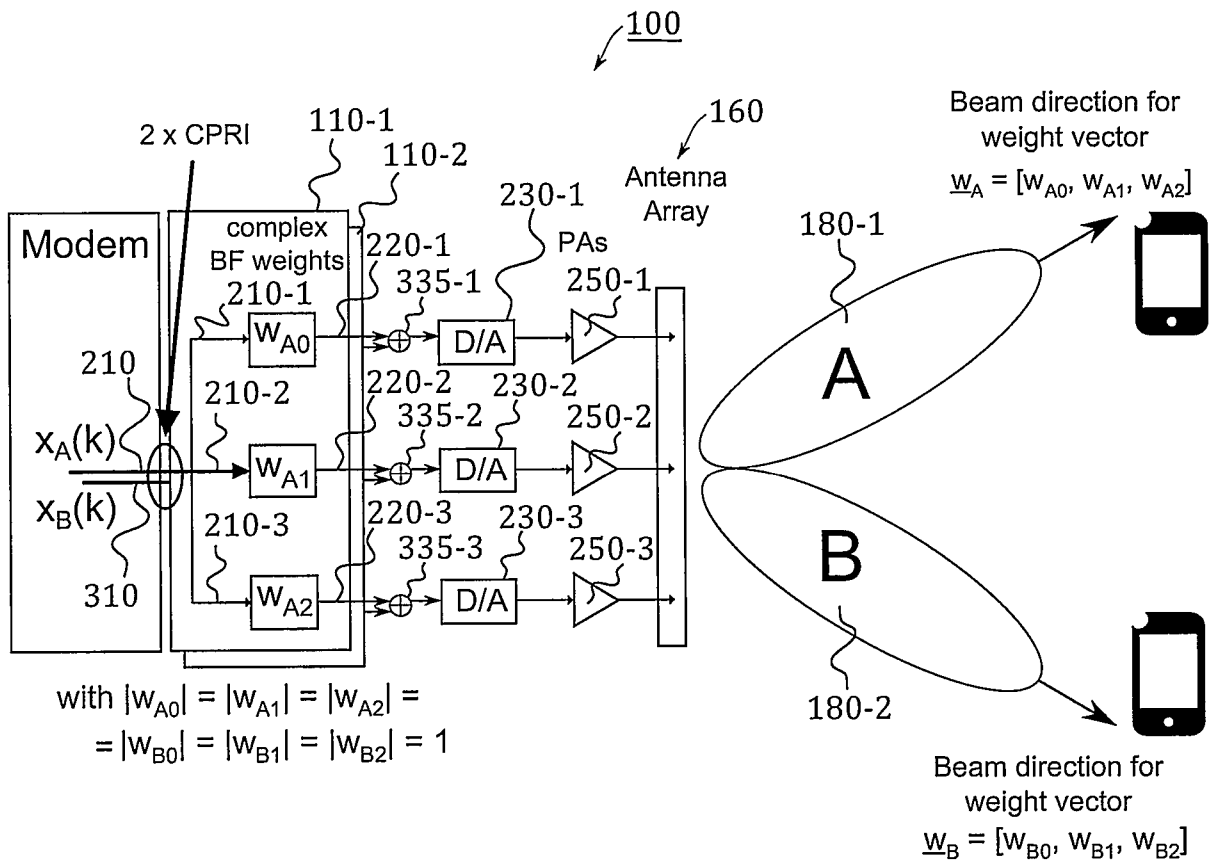 100
2 x CPRI
110-1
110-2
160
Antenna
Array
Beam direction for
weight vector
w_A = [w_A0, w_A1, w_A2]
Modem
complex
BF weights
230-1
220-1
PAs
250-1
180-1
210-1
335-1
w_A0
D/A
A
210
210-2
220-2
230-2
250-2
335-2
x_A(k)
w_A1
D/A
x_B(k)
210-3
220-3
230-3
250-3
335-3
B
310
w_A2
D/A
180-2
with |w_A0| = |w_A1| = |w_A2| =
= |w_B0| = |w_B1| = |w_B2| = 1
Beam direction for
weight vector
w_B = [w_B0, w_B1, w_B2]